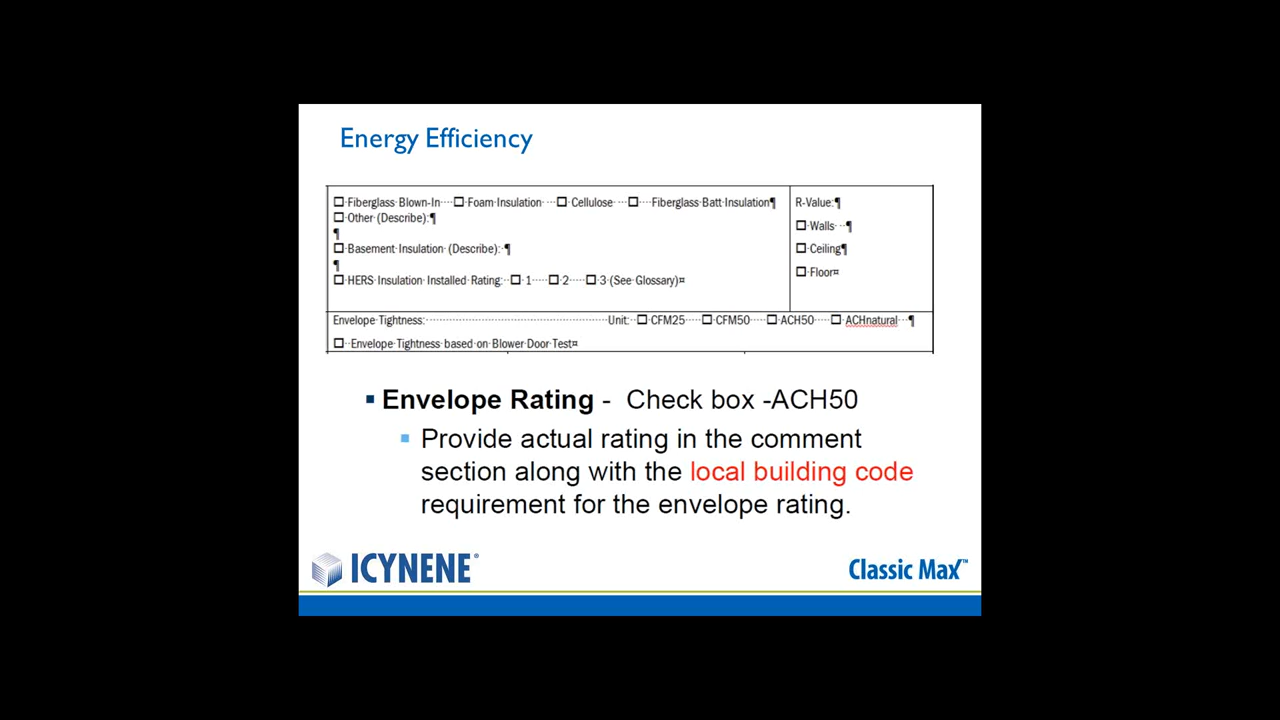 Energy Efficiency
☐ Fiberglass Blown-In ☐ Foam Insulation ☐ Cellulose ☐ Fiberglass Batt Insulation¶
☐ Other (Describe):¶
¶
☐ Basement Insulation (Describe): ¶
¶
☐ HERS Insulation Installed Rating: ☐ 1 ☐ 2 ☐ 3 (See Glossary)¤
R-Value:¶
☐ Walls ¶
☐ Ceiling¶
☐ Floor¤
Envelope Tightness: Unit: ☐ CFM25 ☐ CFM50 ☐ ACH50 ☐ ACHnatural ¶
☐ Envelope Tightness based on Blower Door Test¤
▪ Envelope Rating - Check box -ACH50
▪ Provide actual rating in the comment
section along with the local building code
requirement for the envelope rating.
ICYNENE®
Classic Max™